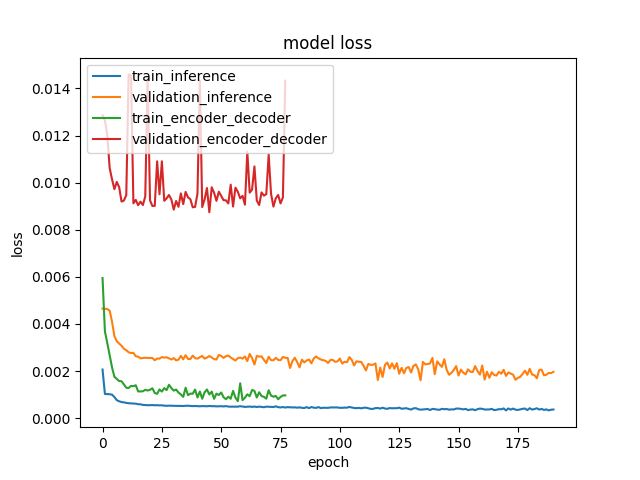 model loss
train_inference
validation_inference
train_encoder_decoder
validation_encoder_decoder
0.014
0.012
0.010
0.008
0.006
0.004
0.002
0.000
loss
0 25 50 75 100 125 150 175
epoch